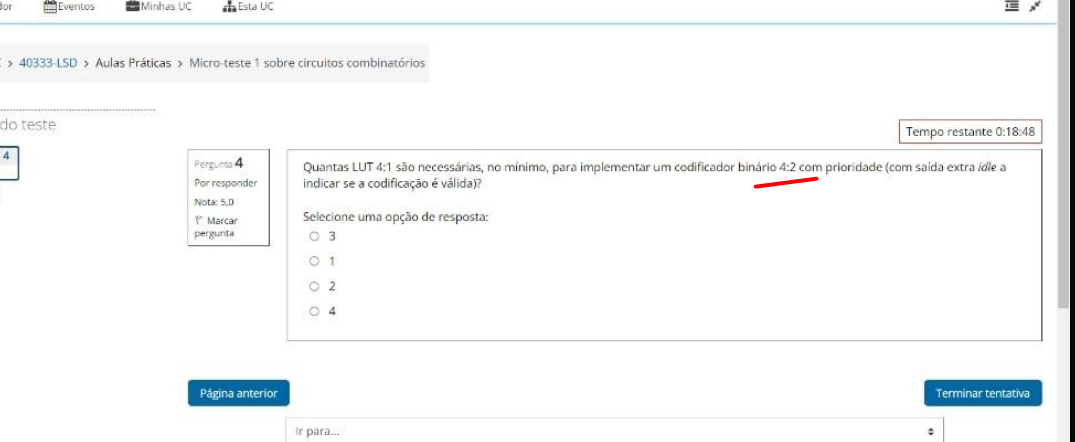 dor Eventos Minhas UC Esta UC
> 40333-LSD > Aulas Práticas > Micro-teste 1 sobre circuitos combinatórios
do teste
Tempo restante 0:18:48
4
Pergunta 4
Por responder
Nota: 5,0
Marcar
pergunta
Quantas LUT 4:1 são necessárias, no mínimo, para implementar um codificador binário 4:2 com prioridade (com saída extra idle a
indicar se a codificação é válida)?
Selecione uma opção de resposta:
3
1
2
4
Página anterior
Terminar tentativa
Ir para...